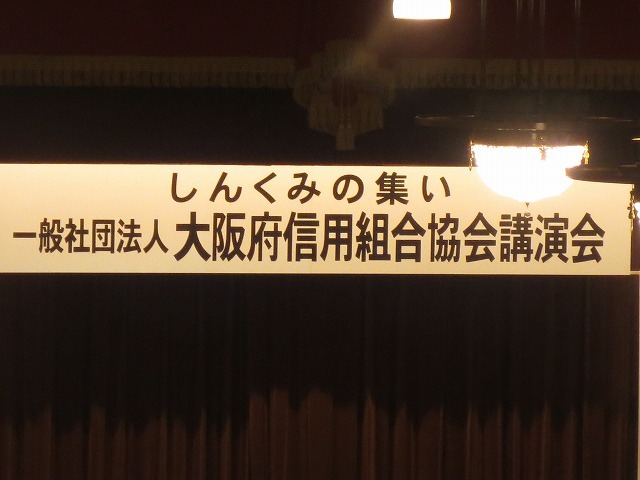 しんくみの集い
一般社団法人 大阪府信用組合協会講演会